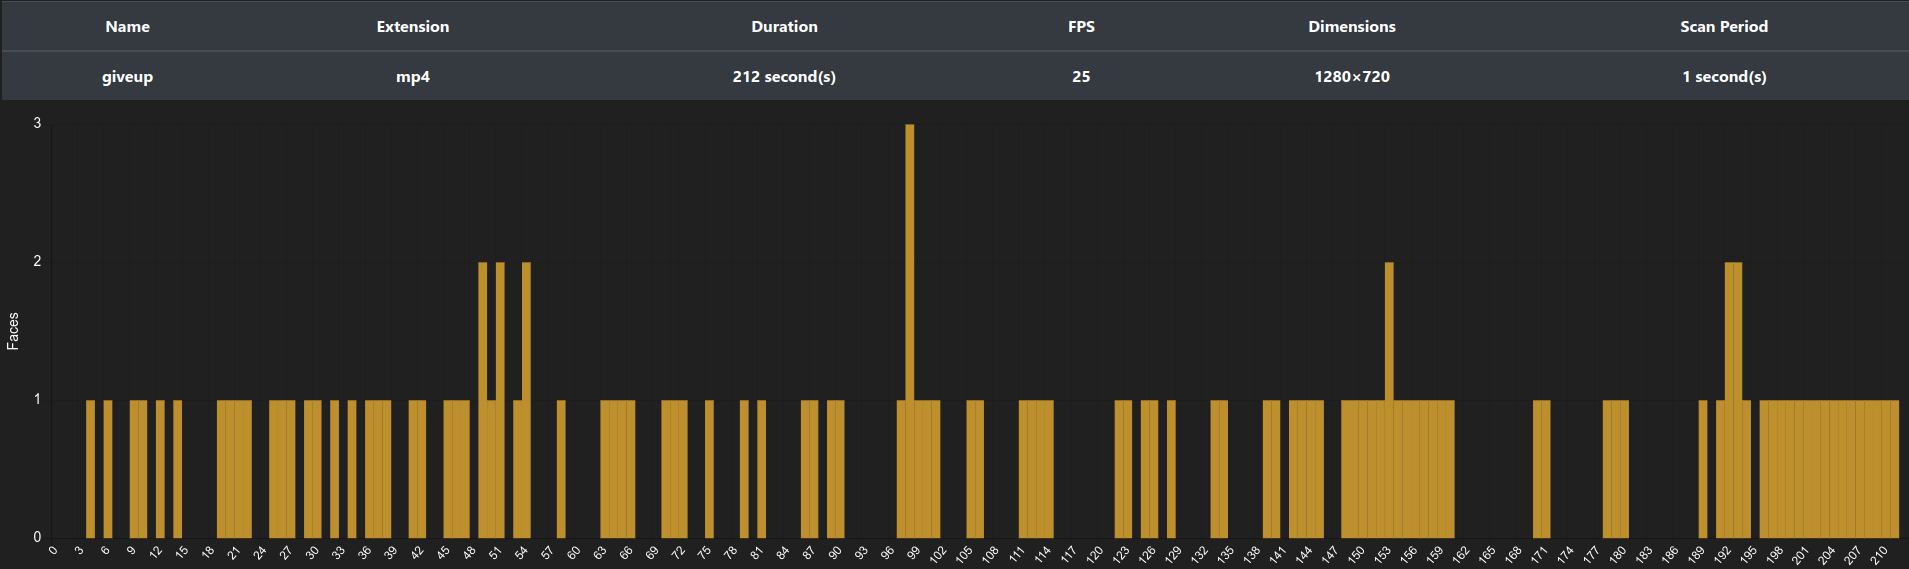 Name Extension Duration FPS Dimensions Scan Period
giveup mp4 212 second(s) 25 1280×720 1 second(s)
3
2
1
0
Faces
0 3 6 9 12 15 18 21 24 27 30 33 36 39 42 45 48 51 54 57 60 63 66 69 72 75 78 81 84 87 90 93 96 99 102 105 108 111 114 117 120 123 126 129 132 135 138 141 144 147 150 153 156 159 162 165 168 171 174 177 180 183 186 189 192 195 198 201 204 207 210